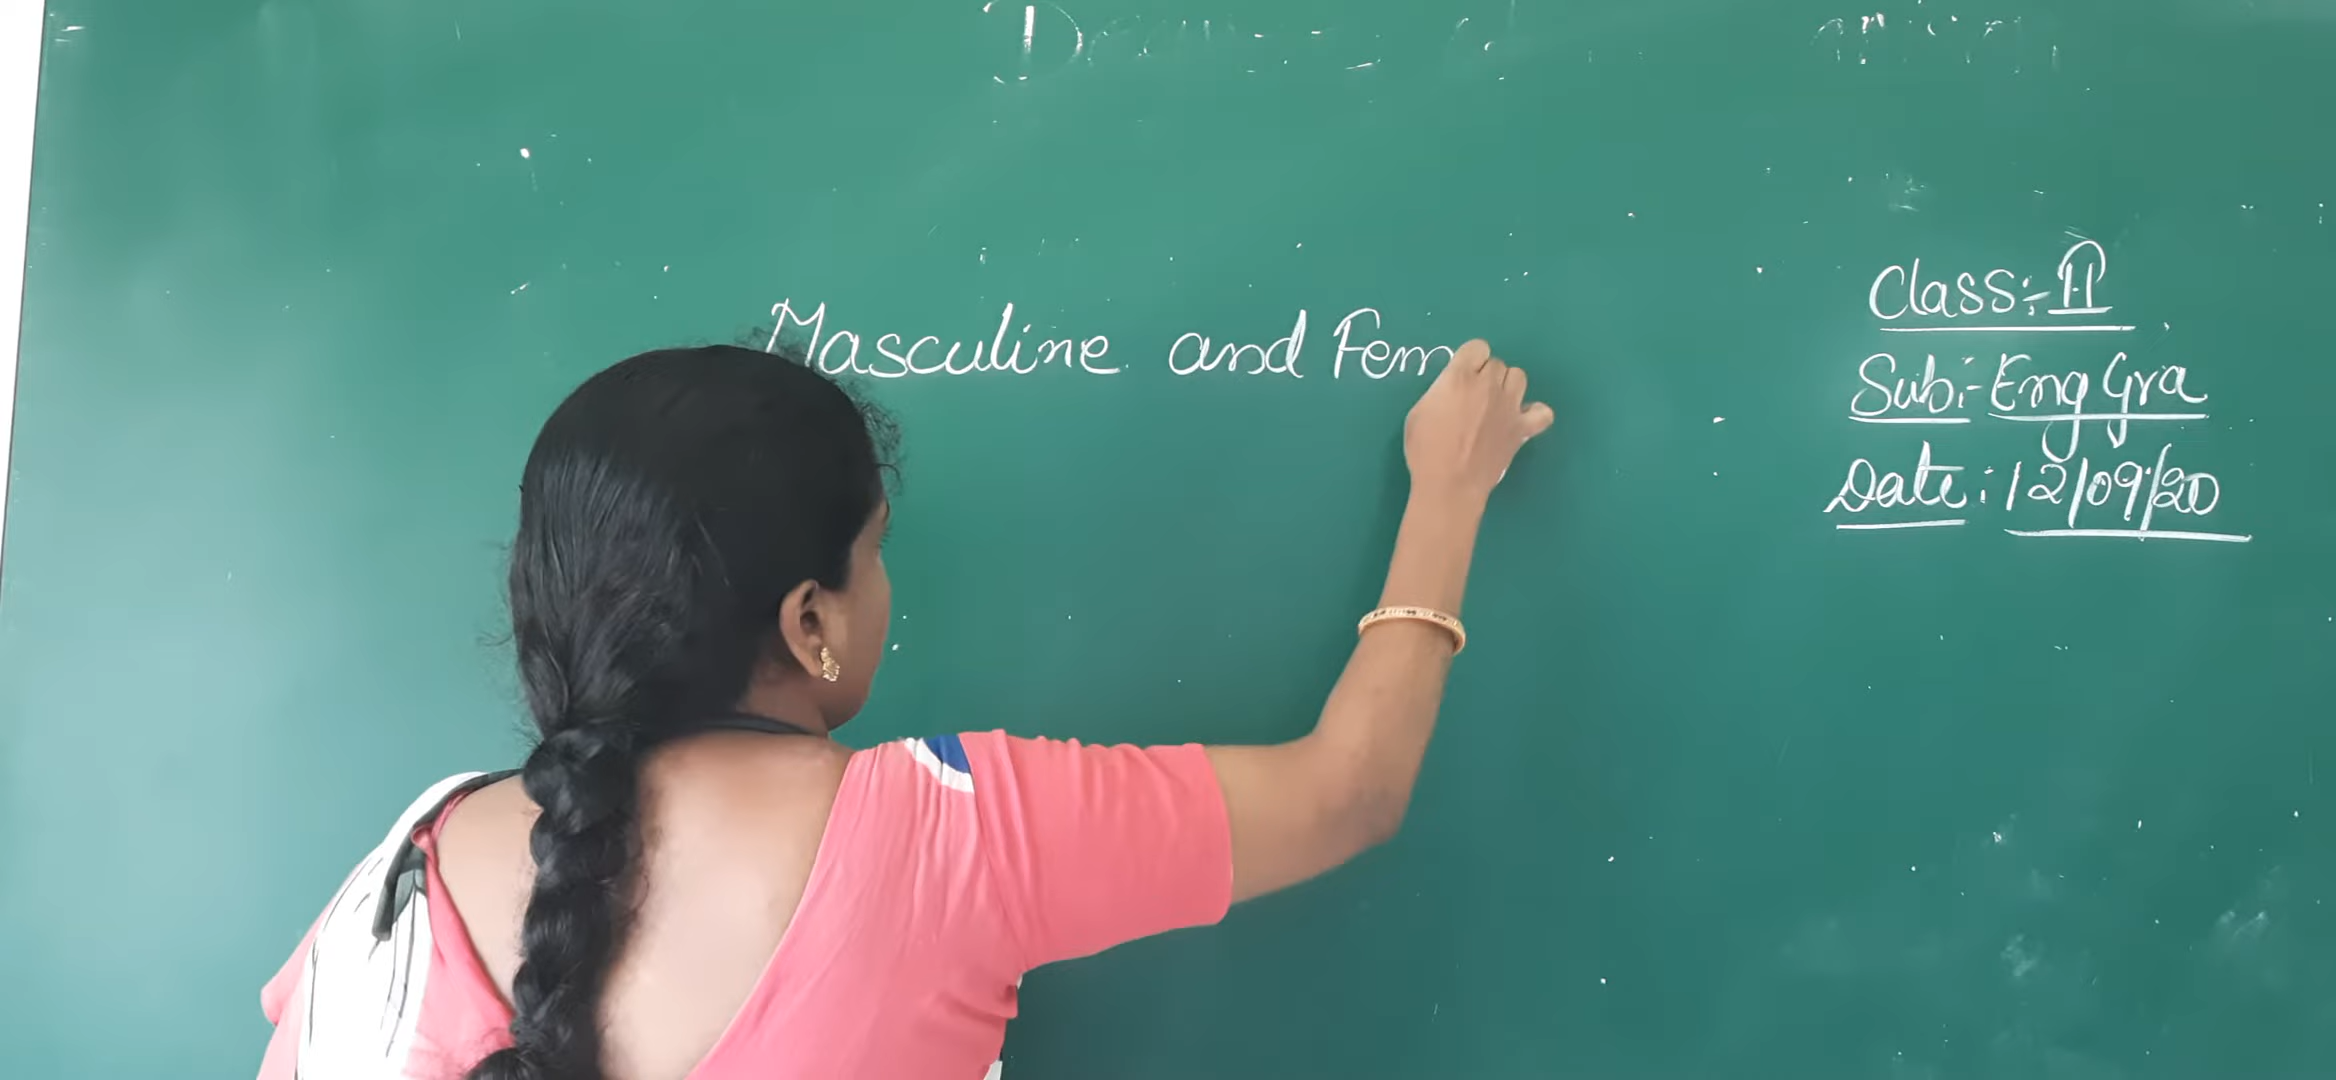 Masculine and Fem
Class:- II
Sub:- Eng Gra
Date: 12/09/20